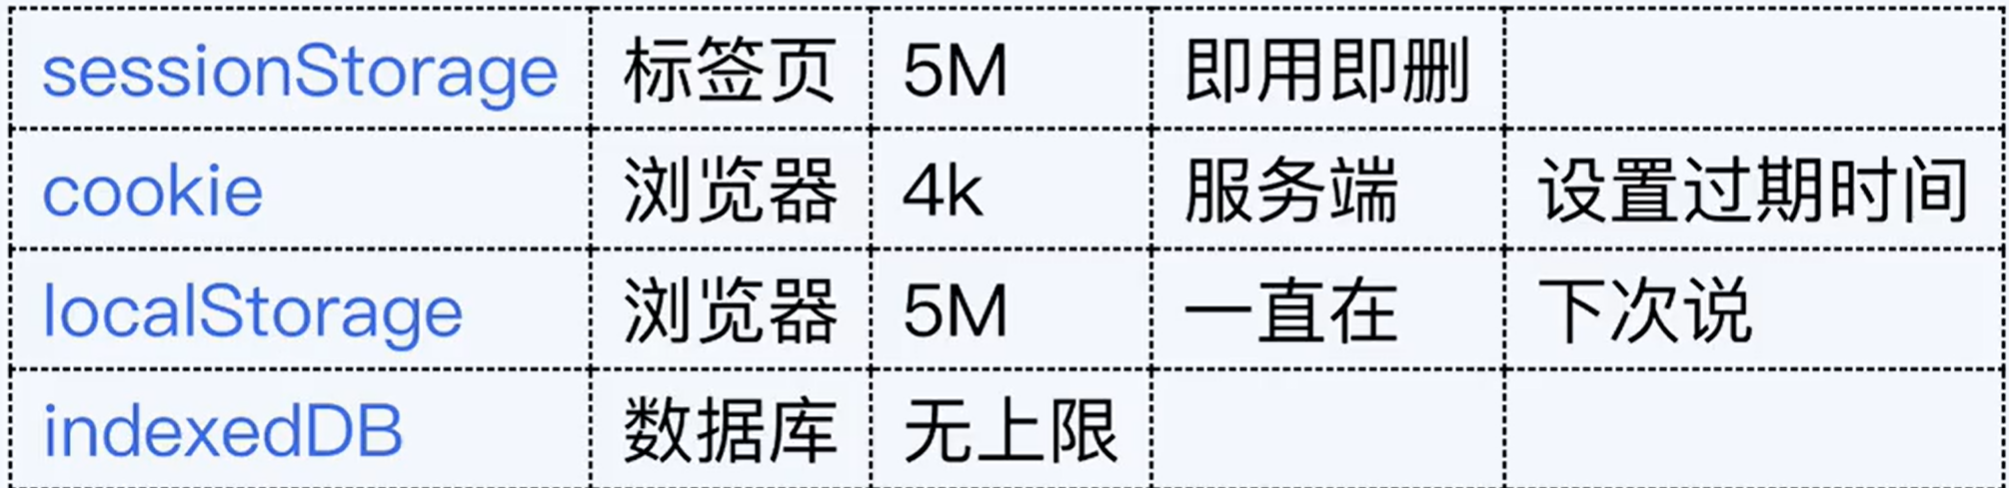 sessionStorage 标签页 5M 即用即删
cookie 浏览器 4k 服务端 设置过期时间
localStorage 浏览器 5M 一直在 下次说
indexedDB 数据库 无上限